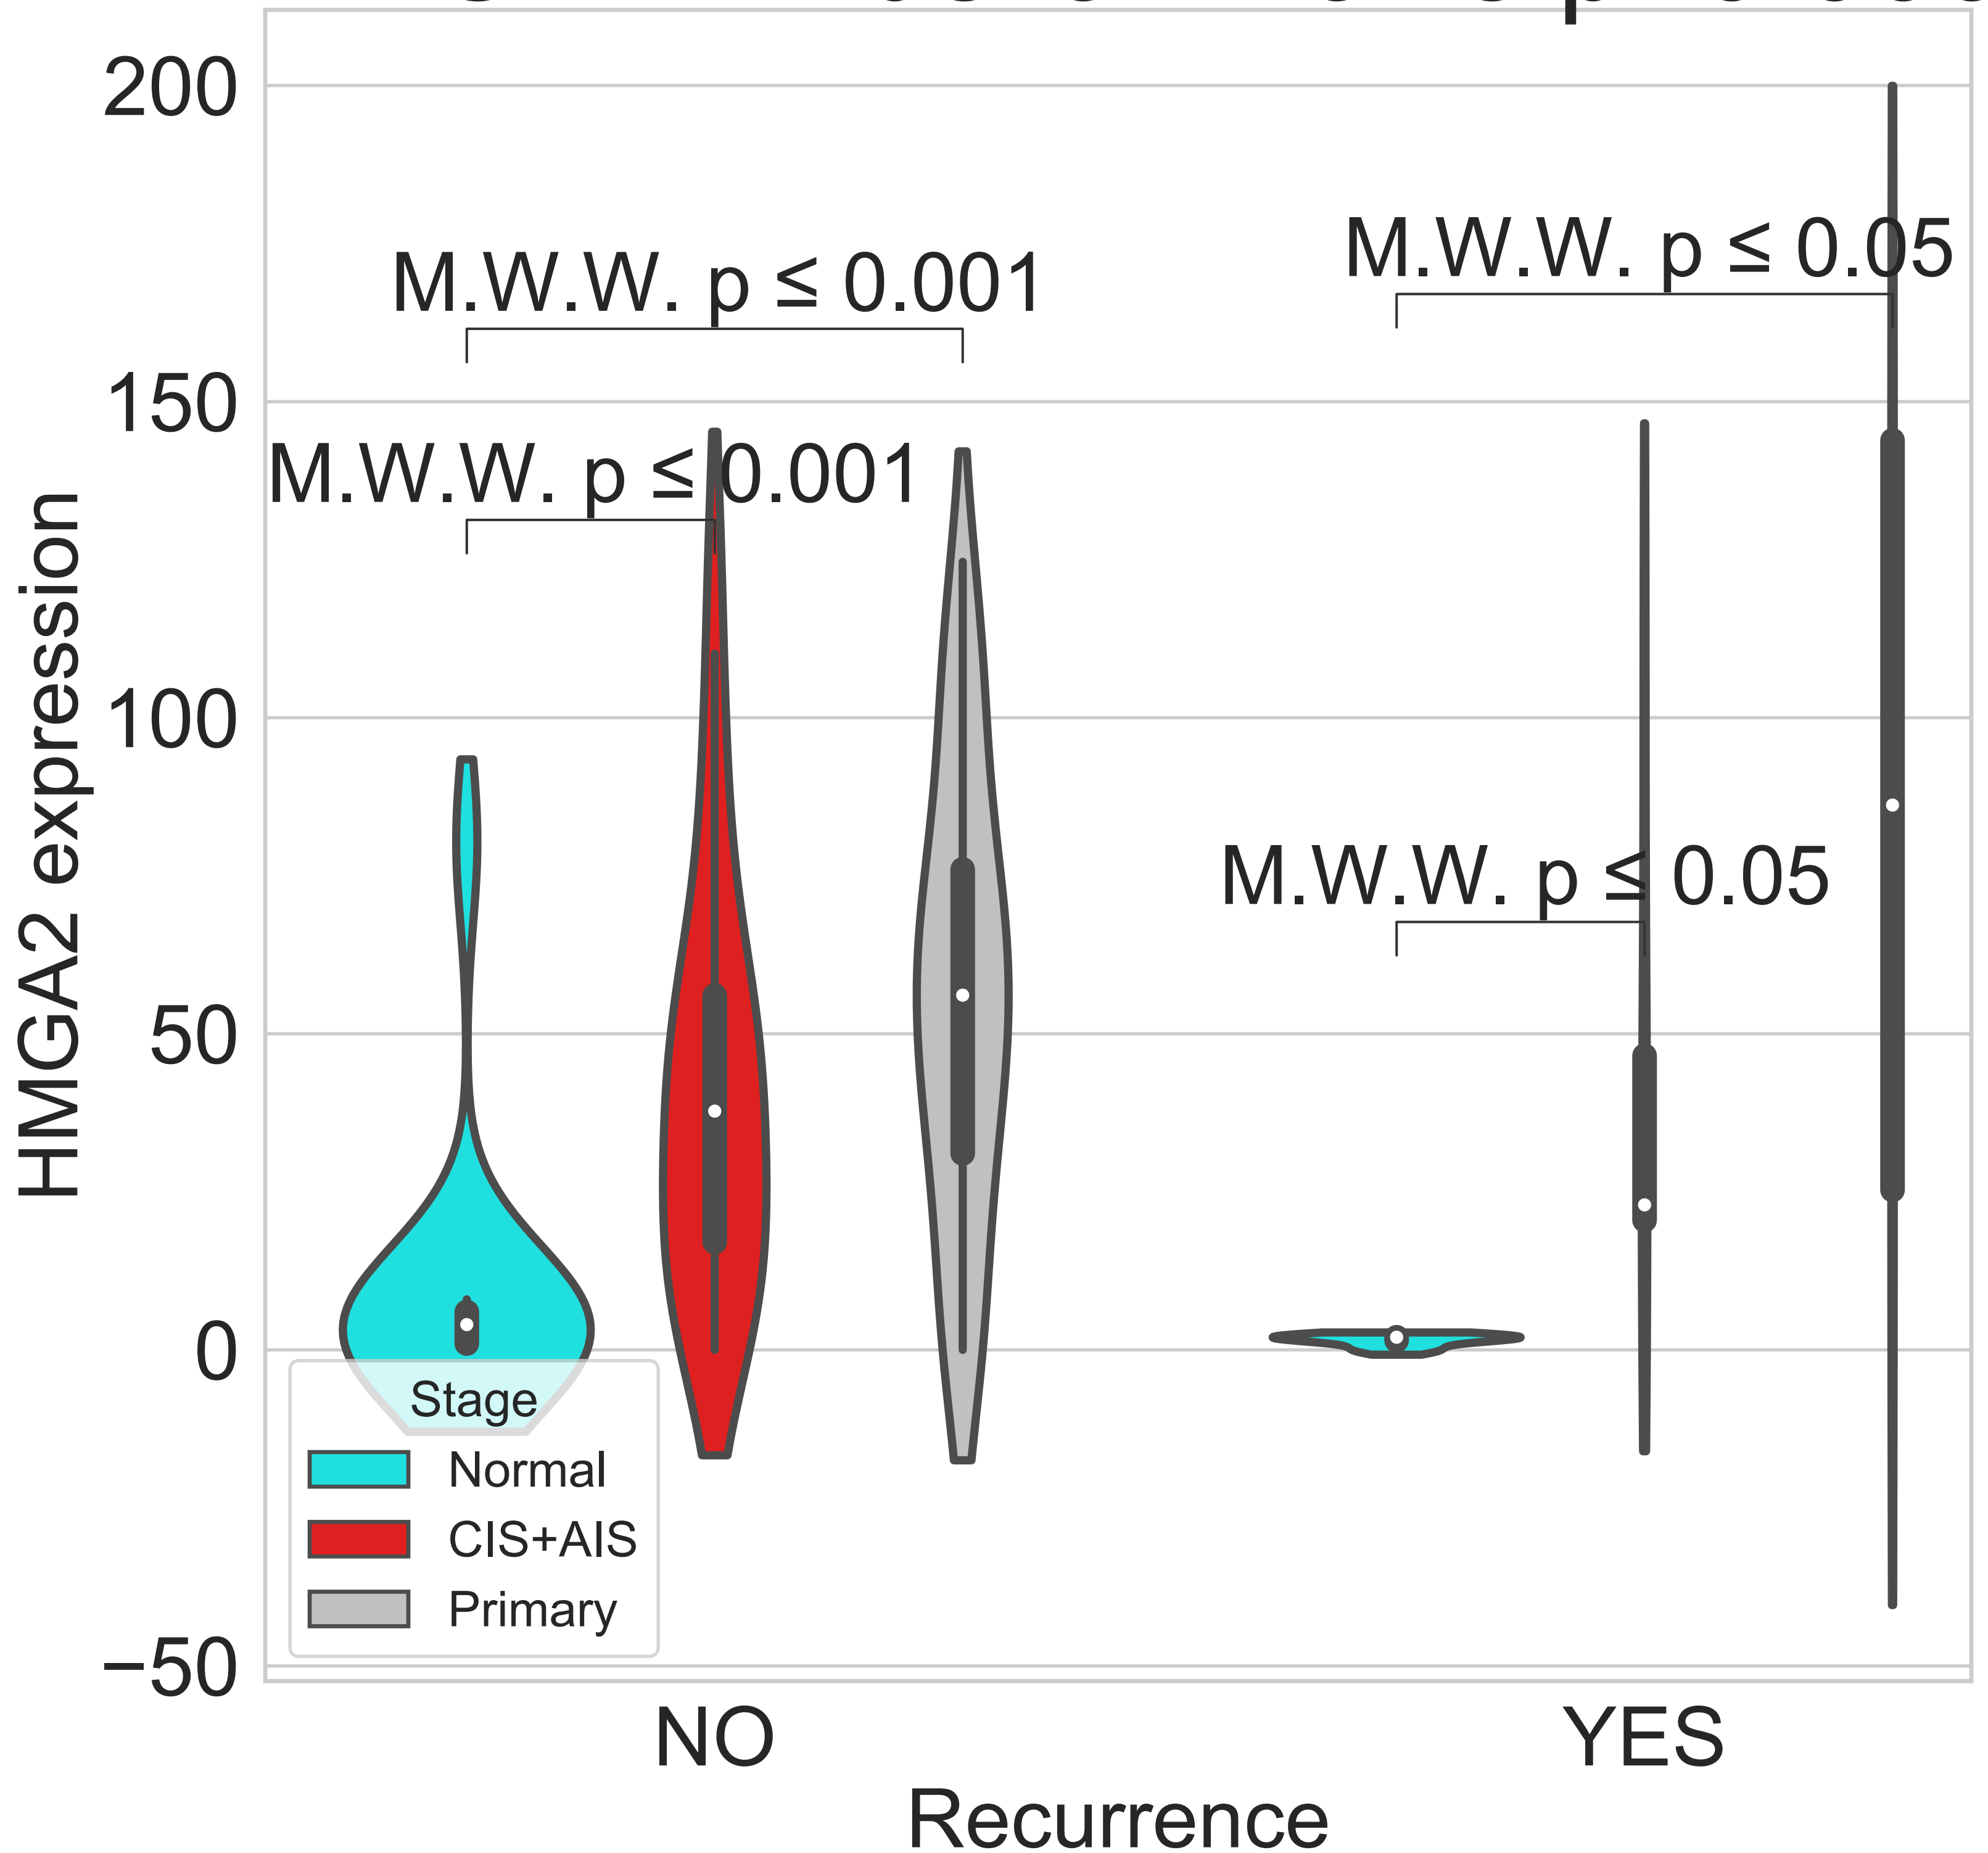 200
150
100
50
0
−50
HMGA2 expression
M.W.W. p ≤ 0.001
M.W.W. p ≤ 0.001
M.W.W. p ≤ 0.05
M.W.W. p ≤ 0.05
Stage
Normal
CIS+AIS
Primary
NO
YES
Recurrence